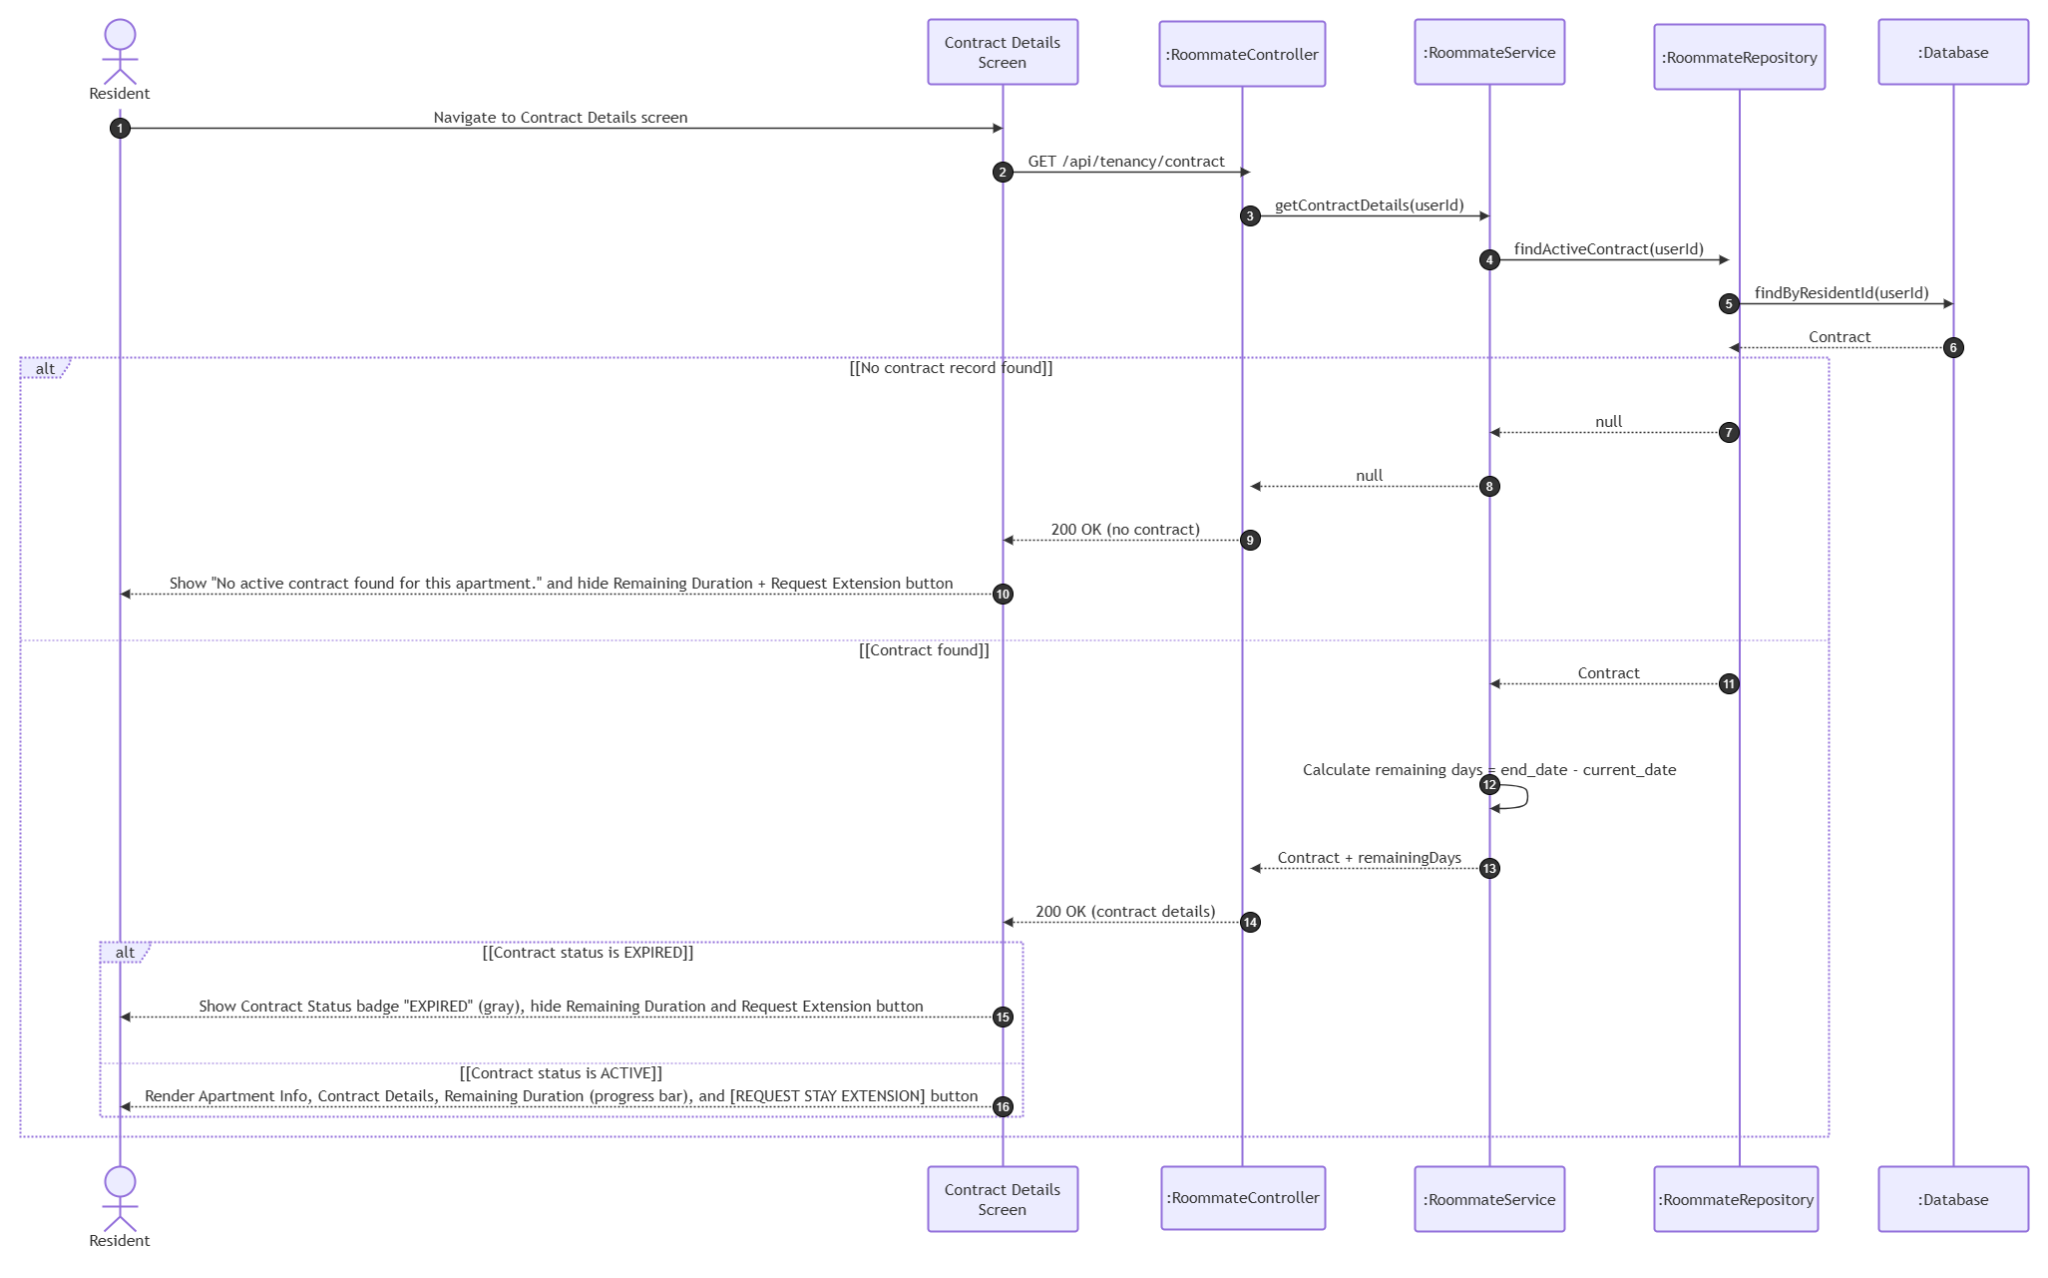 Contract Details
Screen
:RoommateController
:RoommateService
:RoommateRepository
:Database
Resident
1
Navigate to Contract Details screen
2
GET /api/tenancy/contract
3
getContractDetails(userId)
4
findActiveContract(userId)
5
findByResidentId(userId)
Contract
6
alt
[[No contract record found]]
null
7
null
8
200 OK (no contract)
9
Show "No active contract found for this apartment." and hide Remaining Duration + Request Extension button
10
[[Contract found]]
Contract
11
Calculate remaining days = end_date - current_date
12
Contract + remainingDays
13
200 OK (contract details)
14
alt
[[Contract status is EXPIRED]]
Show Contract Status badge "EXPIRED" (gray), hide Remaining Duration and Request Extension button
15
[[Contract status is ACTIVE]]
Render Apartment Info, Contract Details, Remaining Duration (progress bar), and [REQUEST STAY EXTENSION] button
16
Contract Details
Screen
:RoommateController
:RoommateService
:RoommateRepository
:Database
Resident